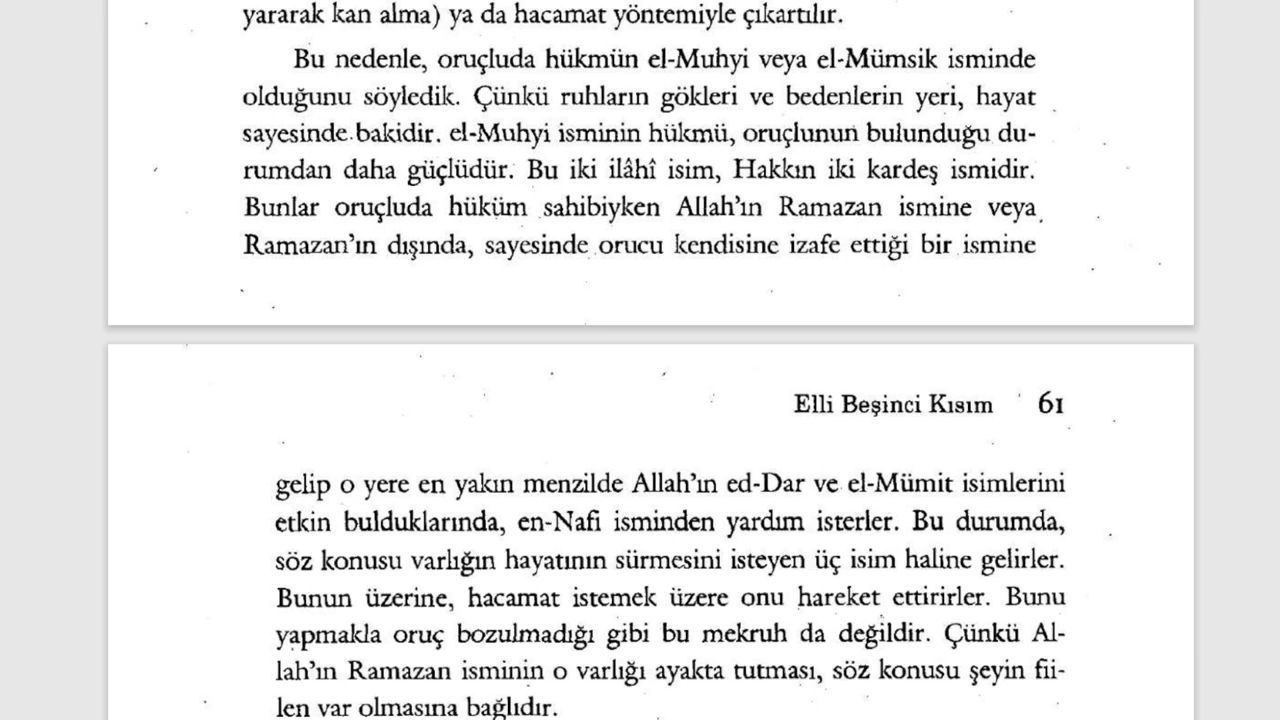 yararak kan alma) ya da hacamat yöntemiyle çıkartılır.
Bu nedenle, oruçluda hükmün el-Muhyi veya el-Mümsik isminde
olduğunu söyledik. Çünkü ruhların gökleri ve bedenlerin yeri, hayat
sayesinde bakidir. el-Muhyi isminin hükmü, oruçlunun bulunduğu du-
rumdan daha güçlüdür. Bu iki ilâhî isim, Hakkın iki kardeş ismidir.
Bunlar oruçluda hüküm sahibiyken Allah'ın Ramazan ismine veya
Ramazan'ın dışında, sayesinde orucu kendisine izafe ettiği bir ismine
Elli Beşinci Kısım 61
gelip o yere en yakın menzilde Allah'ın ed-Dar ve el-Mümit isimlerini
etkin bulduklarında, en-Nafi isminden yardım isterler. Bu durumda,
söz konusu varlığın hayatının sürmesini isteyen üç isim haline gelirler.
Bunun üzerine, hacamat istemek üzere onu hareket ettirirler. Bunu
yapmakla oruç bozulmadığı gibi bu mekruh da değildir. Çünkü Al-
lah'ın Ramazan isminin o varlığı ayakta tutması, söz konusu şeyin fii-
len var olmasına bağlıdır.